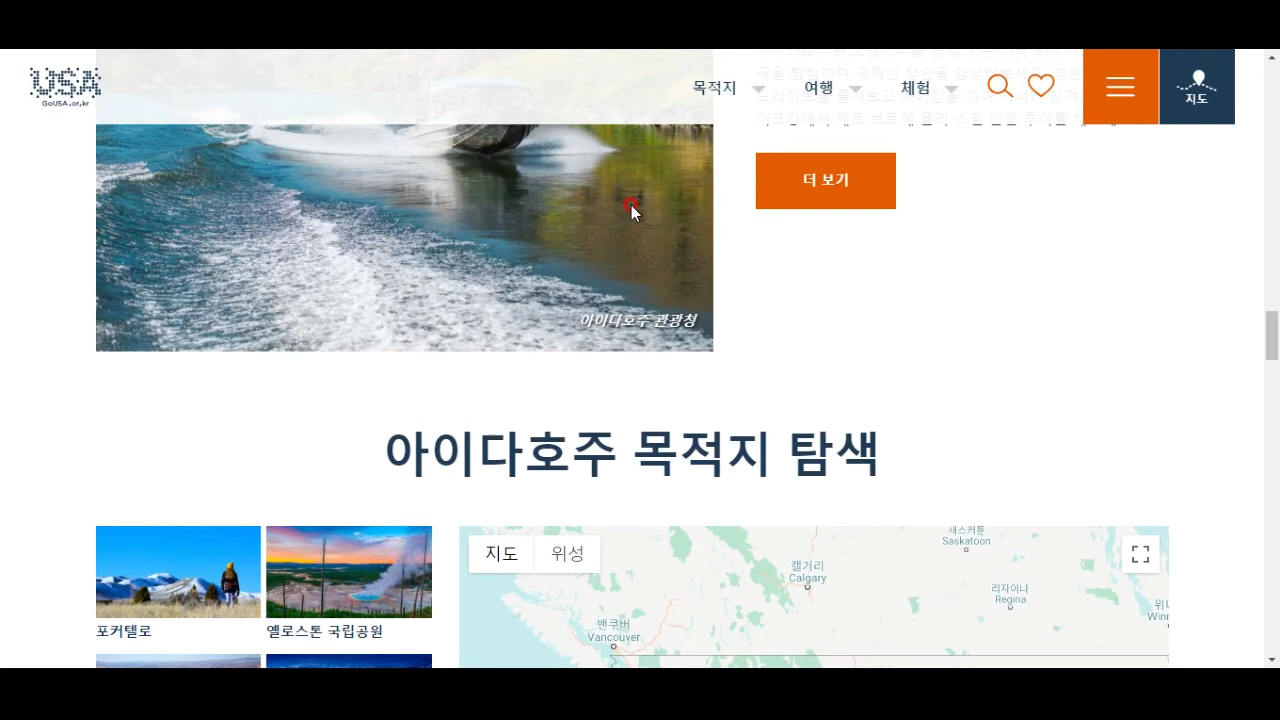 USA
GoUSA.or.kr
목적지
여행
체험
지도
더 보기
아이다호주 관광청
아이다호주 목적지 탐색
포커텔로
옐로스톤 국립공원
지도
위성
새스커툰
Saskatoon
캘거리
Calgary
리자이나
Regina
밴쿠버
Vancouver